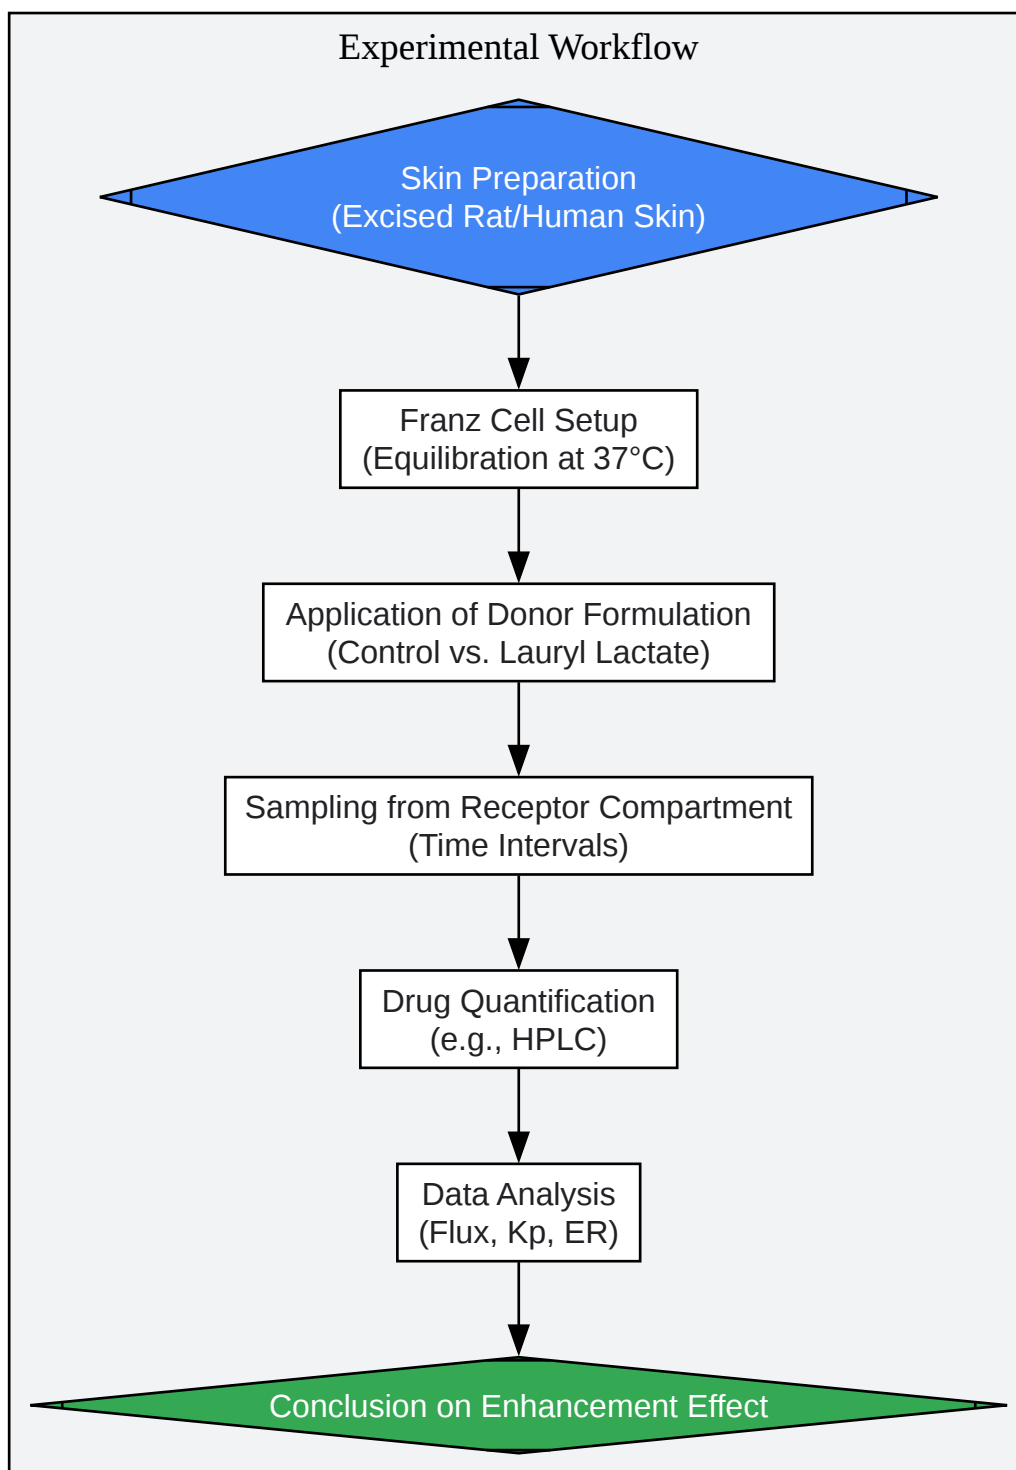 Experimental Workflow
Skin Preparation
(Excised Rat/Human Skin)
Franz Cell Setup
(Equilibration at 37°C)
Application of Donor Formulation
(Control vs. Lauryl Lactate)
Sampling from Receptor Compartment
(Time Intervals)
Drug Quantification
(e.g., HPLC)
Data Analysis
(Flux, Kp, ER)
Conclusion on Enhancement Effect